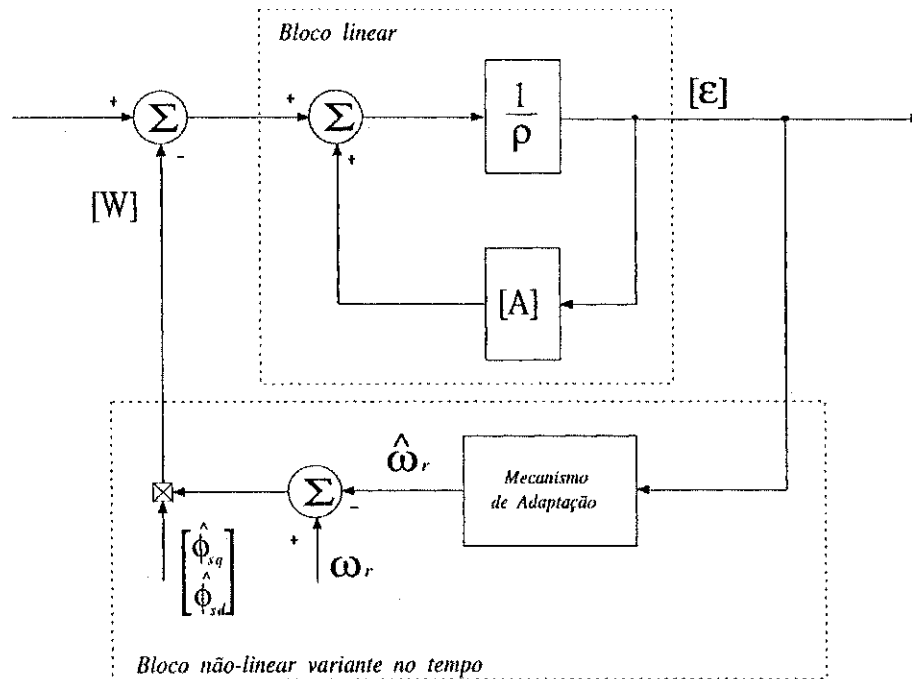 Bloco linear
+
Σ
-
+
Σ
+
1
ρ
[ε]
[W]
[A]
ω̂r
Mecanismo
de Adaptação
Σ
-
+
ωr
ϕ̂sq
ϕ̂sd
Bloco não-linear variante no tempo